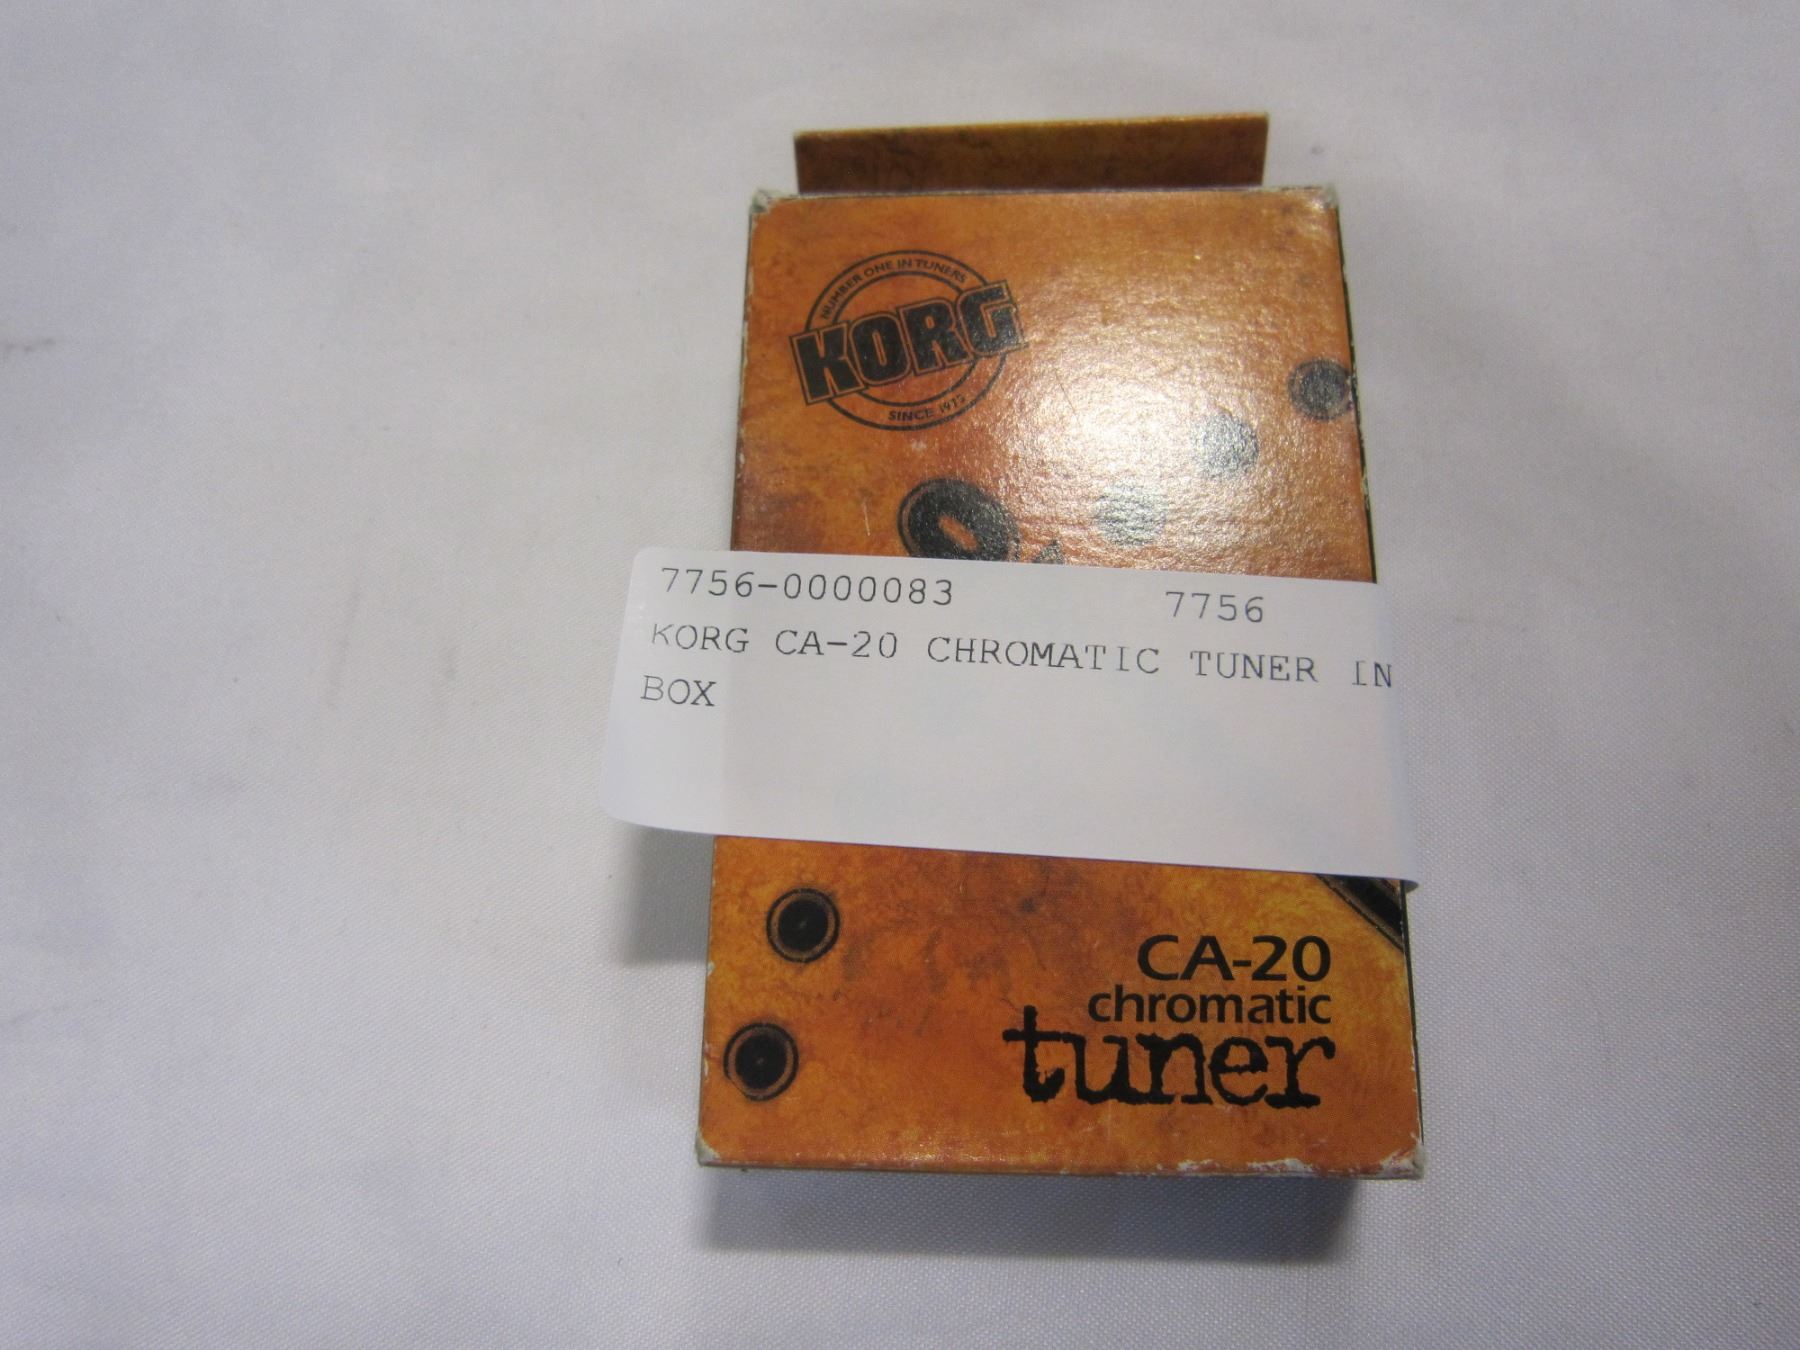 NUMBER ONE IN TUNERS
KORG
SINCE
7756-0000083 7756
KORG CA-20 CHROMATIC TUNER IN
BOX
CA-20
chromatic
tuner